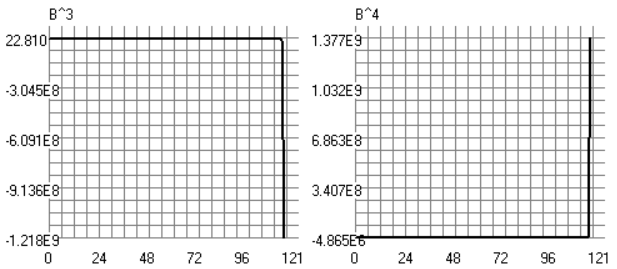 B^3
22.810
-3.045E8
-6.091E8
-9.136E8
-1.218E9
0 24 48 72 96 121
B^4
1.377E9
1.032E9
6.863E8
3.407E8
-4.865E6
0 24 48 72 96 121